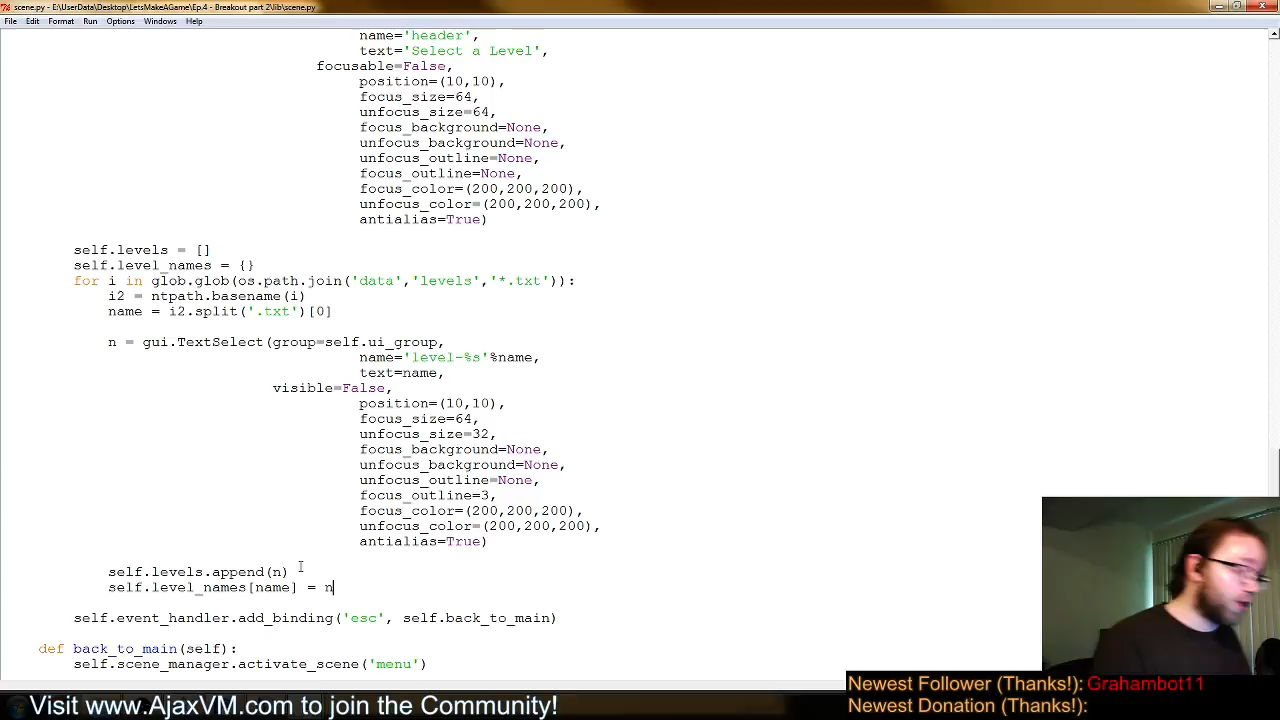 scene.py - E:\UserData\Desktop\LetsMakeAGame\Ep.4 - Breakout part 2\lib\scene.py
File Edit Format Run Options Windows Help
name='header',
text='Select a Level',
focusable=False,
position=(10,10),
focus_size=64,
unfocus_size=64,
focus_background=None,
unfocus_background=None,
unfocus_outline=None,
focus_outline=None,
focus_color=(200,200,200),
unfocus_color=(200,200,200),
antialias=True)
self.levels = []
self.level_names = {}
for i in glob.glob(os.path.join('data','levels','*.txt')):
i2 = ntpath.basename(i)
name = i2.split('.txt')[0]
n = gui.TextSelect(group=self.ui_group,
name='level-%s'%name,
text=name,
visible=False,
position=(10,10),
focus_size=64,
unfocus_size=32,
focus_background=None,
unfocus_background=None,
unfocus_outline=None,
focus_outline=3,
focus_color=(200,200,200),
unfocus_color=(200,200,200),
antialias=True)
self.levels.append(n)
self.level_names[name] = n
self.event_handler.add_binding('esc', self.back_to_main)
def back_to_main(self):
self.scene_manager.activate_scene('menu')
Visit www.AjaxVM.com to join the Community!
Newest Follower (Thanks!): Grahambot11
Newest Donation (Thanks!):